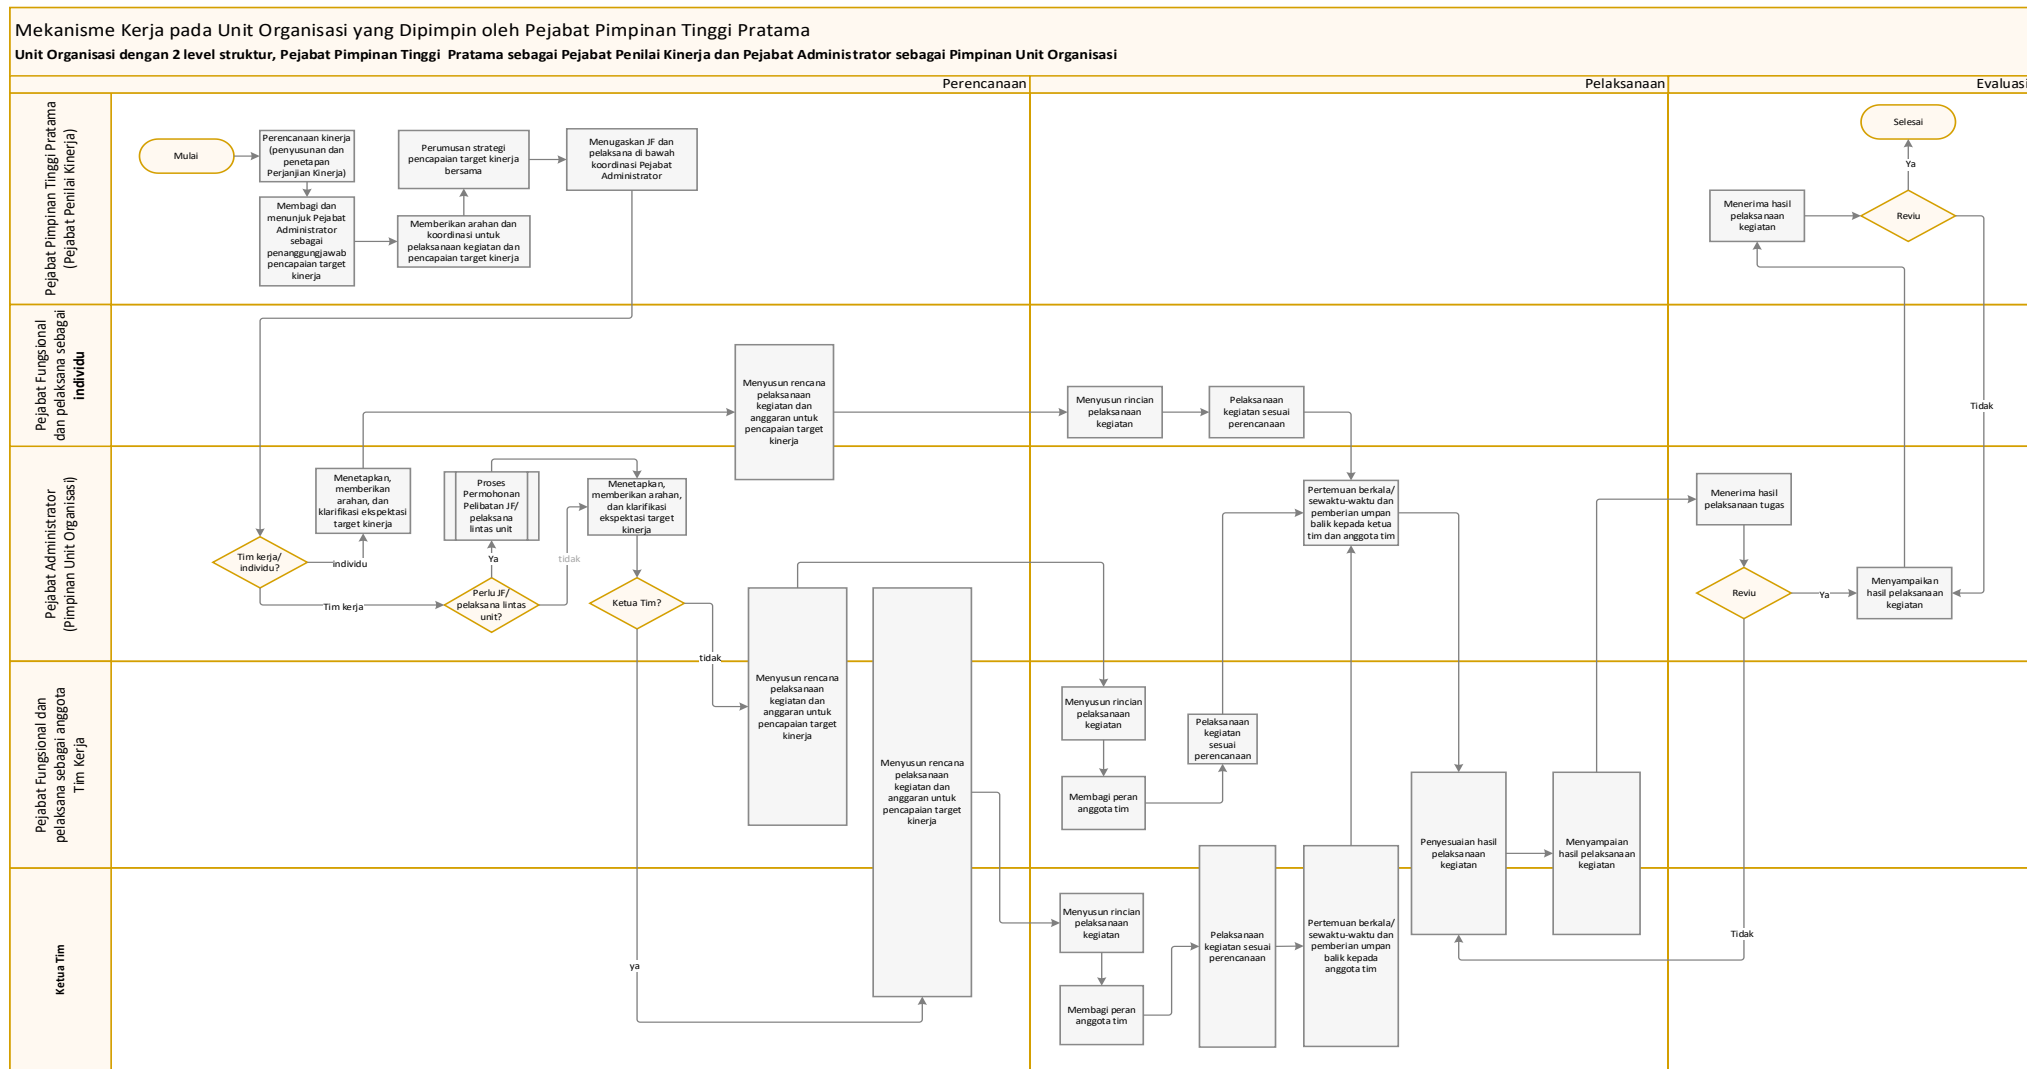 Mekanisme Kerja pada Unit Organisasi yang Dipimpin oleh Pejabat Pimpinan Tinggi Pratama
Unit Organisasi dengan 2 level struktur, Pejabat Pimpinan Tinggi Pratama sebagai Pejabat Penilai Kinerja dan Pejabat Administrator sebagai Pimpinan Unit Organisasi
Perencanaan
Pelaksanaan
Evaluasi
Pejabat Pimpinan Tinggi Pratama
(Pejabat Penilai Kinerja)
Mulai
Perencanaan kinerja
(penyusunan dan
penetapan
Perjanjian Kinerja)
Membagi dan
menunjuk Pejabat
Administrator
sebagai
penanggungjawab
pencapaian target
kinerja
Perumusan strategi
pencapaian target kinerja
bersama
Memberikan arahan dan
koordinasi untuk
pelaksanaan kegiatan dan
pencapaian target kinerja
Menugaskan JF dan
pelaksana di bawah
koordinasi Pejabat
Administrator
Selesai
Ya
Menerima hasil
pelaksanaan
kegiatan
Reviu
Tidak
Pejabat Fungsional
dan pelaksana sebagai
individu
Menyusun rencana
pelaksanaan
kegiatan dan
anggaran untuk
pencapaian target
kinerja
Menyusun rincian
pelaksanaan
kegiatan
Pelaksanaan
kegiatan sesuai
perencanaan
Pejabat Administrator
(Pimpinan Unit Organisasi)
Tim kerja/
individu?
individu
Tim kerja
Menetapkan,
memberikan
arahan, dan
klarifikasi ekspektasi
target kinerja
Proses
Permohonan
Pelibatan JF/
pelaksana
lintas unit
Ya
tidak
Perlu JF/
pelaksana lintas
unit?
Menetapkan,
memberikan arahan,
dan klarifikasi
ekspektasi target
kinerja
Ketua Tim?
tidak
ya
Pertemuan berkala/
sewaktu-waktu dan
pemberian umpan
balik kepada ketua
tim dan anggota tim
Menerima hasil
pelaksanaan tugas
Reviu
Ya
Menyampaikan
hasil pelaksanaan
kegiatan
Tidak
Pejabat Fungsional dan
pelaksana sebagai anggota
Tim Kerja
Menyusun rencana
pelaksanaan
kegiatan dan
anggaran untuk
pencapaian target
kinerja
Menyusun rencana
pelaksanaan
kegiatan dan
anggaran untuk
pencapaian target
kinerja
Menyusun rincian
pelaksanaan
kegiatan
Membagi peran
anggota tim
Pelaksanaan
kegiatan
sesuai
perencanaan
Penyesuaian hasil
pelaksanaan
kegiatan
Menyampaian
hasil pelaksanaan
kegiatan
Ketua Tim
Menyusun rincian
pelaksanaan
kegiatan
Membagi peran
anggota tim
Pelaksanaan
kegiatan sesuai
perencanaan
Pertemuan berkala/
sewaktu-waktu dan
pemberian umpan
balik kepada
anggota tim